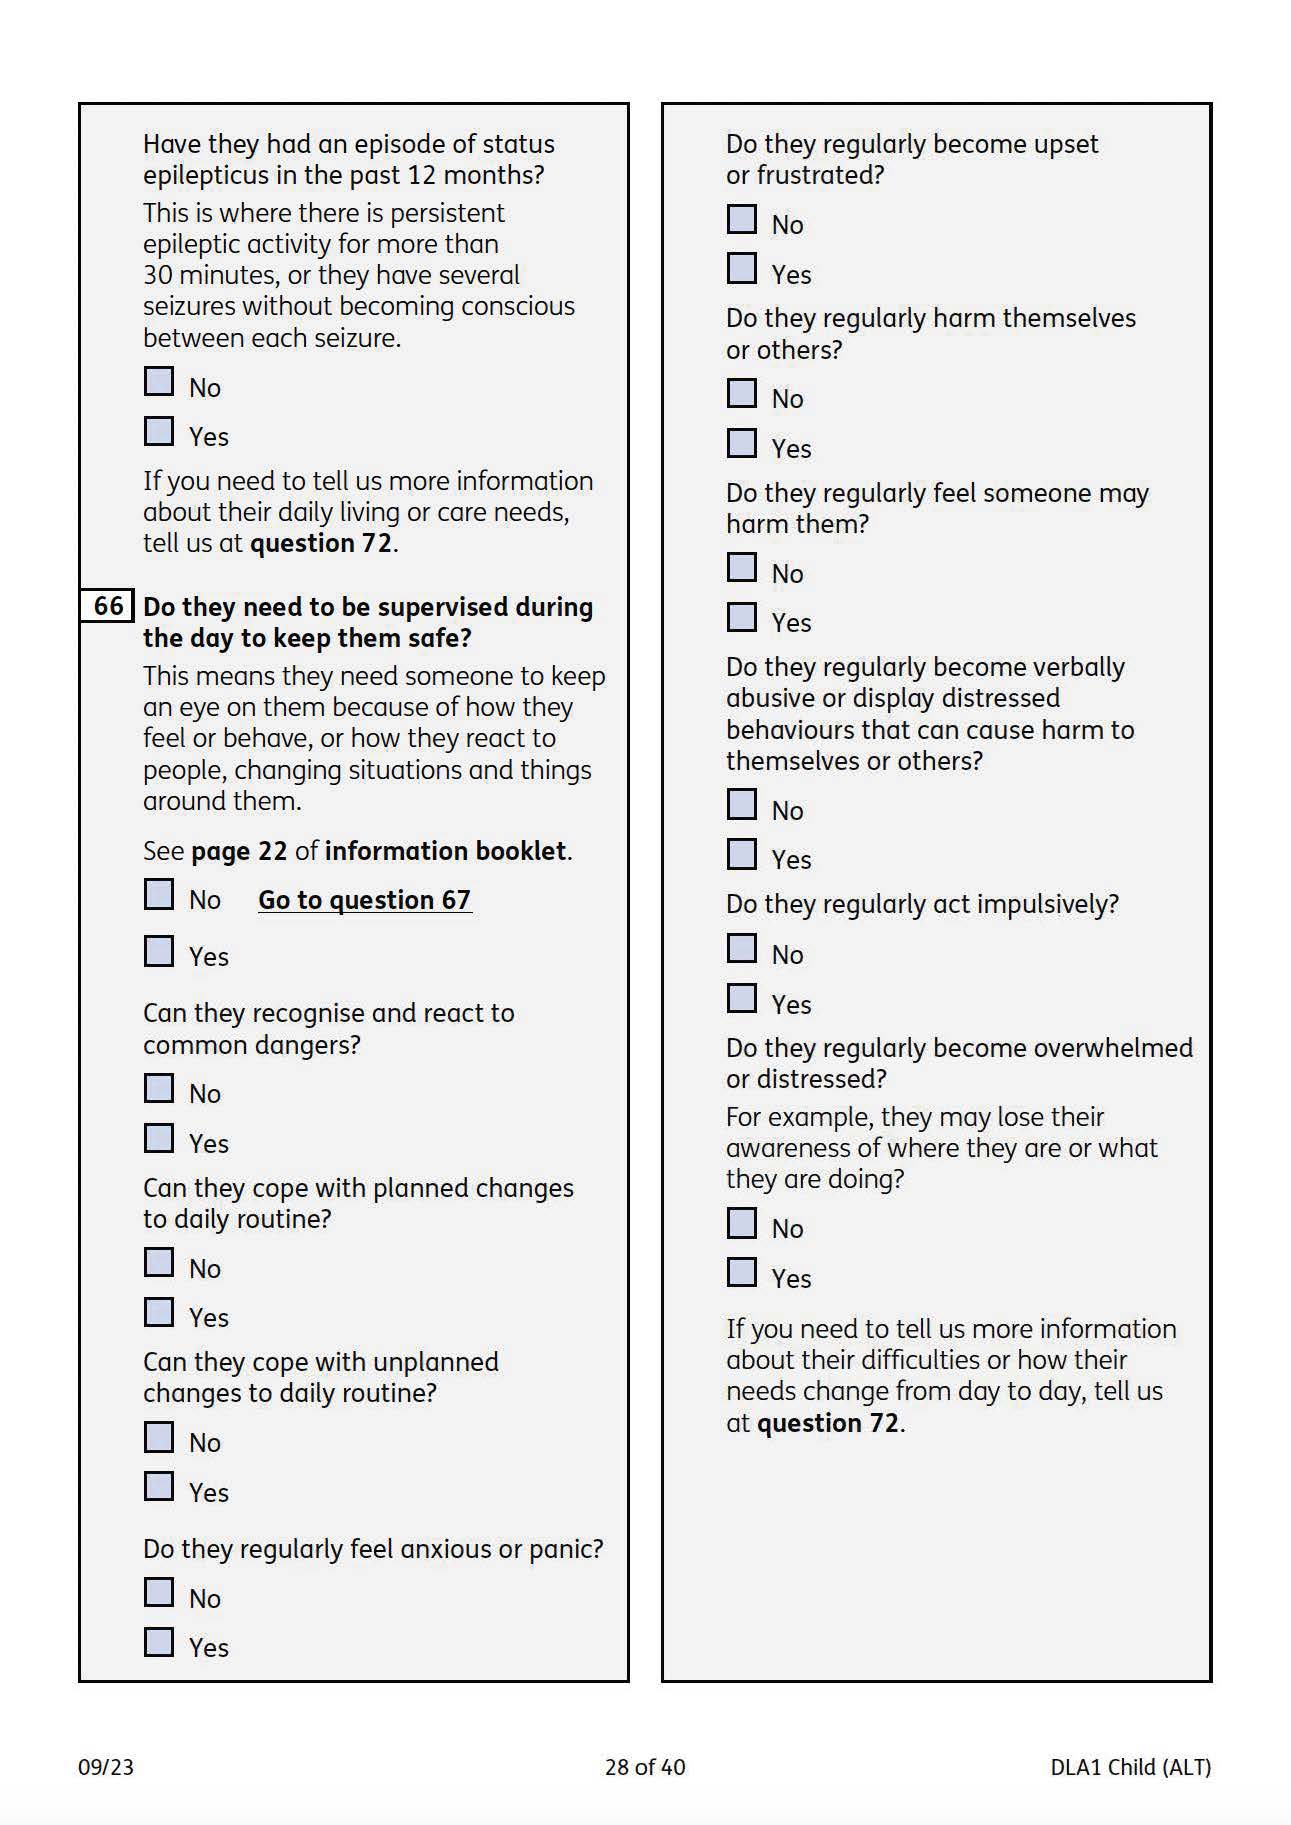 Have they had an episode of status
epilepticus in the past 12 months?
This is where there is persistent
epileptic activity for more than
30 minutes, or they have several
seizures without becoming conscious
between each seizure.
No
Yes
If you need to tell us more information
about their daily living or care needs,
tell us at question 72.
66 Do they need to be supervised during
the day to keep them safe?
This means they need someone to keep
an eye on them because of how they
feel or behave, or how they react to
people, changing situations and things
around them.
See page 22 of information booklet.
No Go to question 67
Yes
Can they recognise and react to
common dangers?
No
Yes
Can they cope with planned changes
to daily routine?
No
Yes
Can they cope with unplanned
changes to daily routine?
No
Yes
Do they regularly feel anxious or panic?
No
Yes
Do they regularly become upset
or frustrated?
No
Yes
Do they regularly harm themselves
or others?
No
Yes
Do they regularly feel someone may
harm them?
No
Yes
Do they regularly become verbally
abusive or display distressed
behaviours that can cause harm to
themselves or others?
No
Yes
Do they regularly act impulsively?
No
Yes
Do they regularly become overwhelmed
or distressed?
For example, they may lose their
awareness of where they are or what
they are doing?
No
Yes
If you need to tell us more information
about their difficulties or how their
needs change from day to day, tell us
at question 72.
09/23 28 of 40 DLA1 Child (ALT)